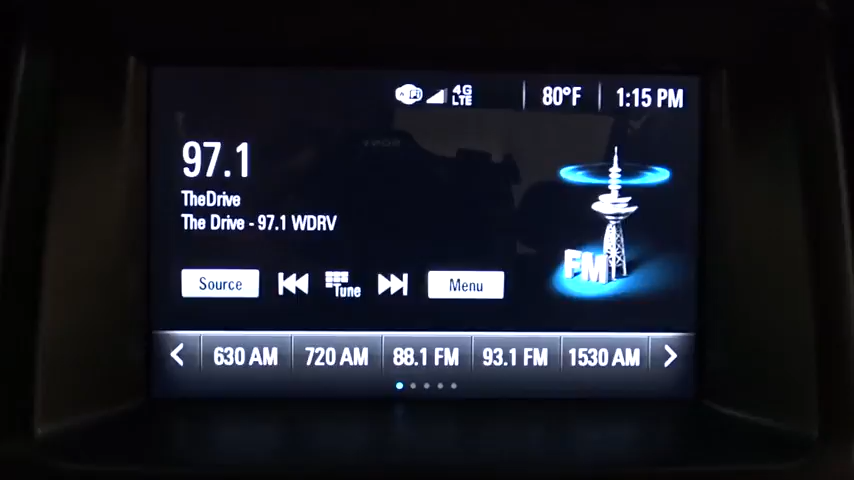 WiFi 4G LTE 80°F 1:15 PM
97.1
TheDrive
The Drive - 97.1 WDRV
FM
Source Tune Menu
630 AM 720 AM 88.1 FM 93.1 FM 1530 AM